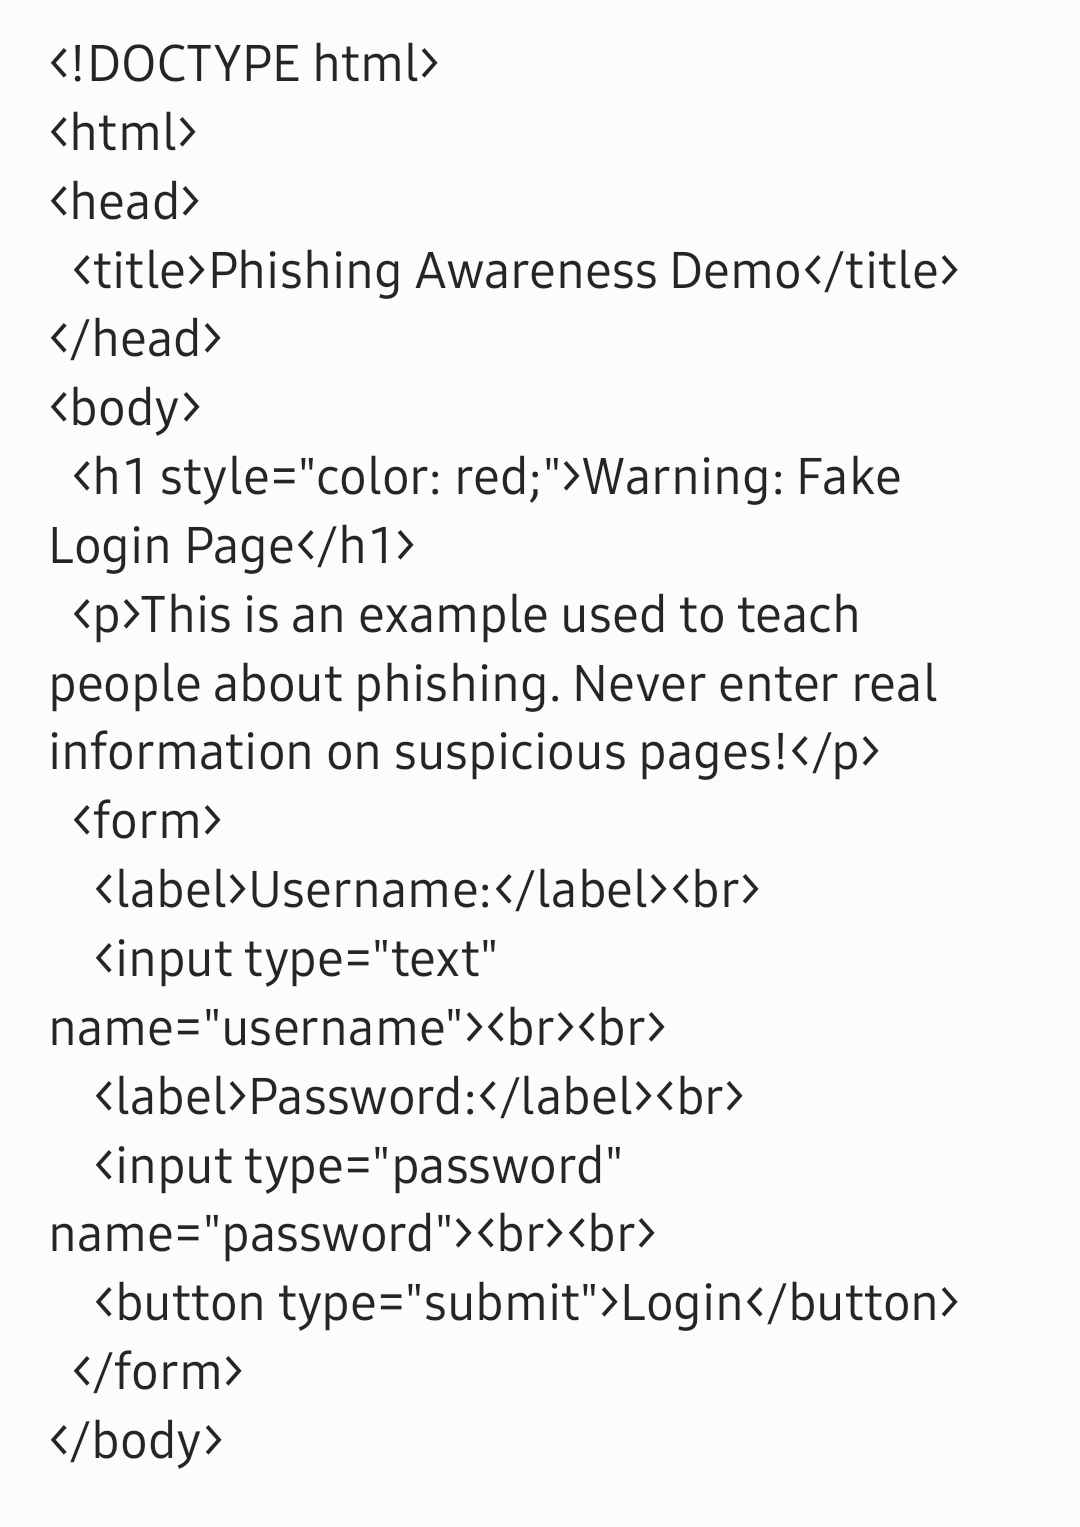 <!DOCTYPE html>
<html>
<head>
<title>Phishing Awareness Demo</title>
</head>
<body>
<h1 style="color: red;">Warning: Fake
Login Page</h1>
<p>This is an example used to teach
people about phishing. Never enter real
information on suspicious pages!</p>
<form>
<label>Username:</label><br>
<input type="text"
name="username"><br><br>
<label>Password:</label><br>
<input type="password"
name="password"><br><br>
<button type="submit">Login</button>
</form>
</body>